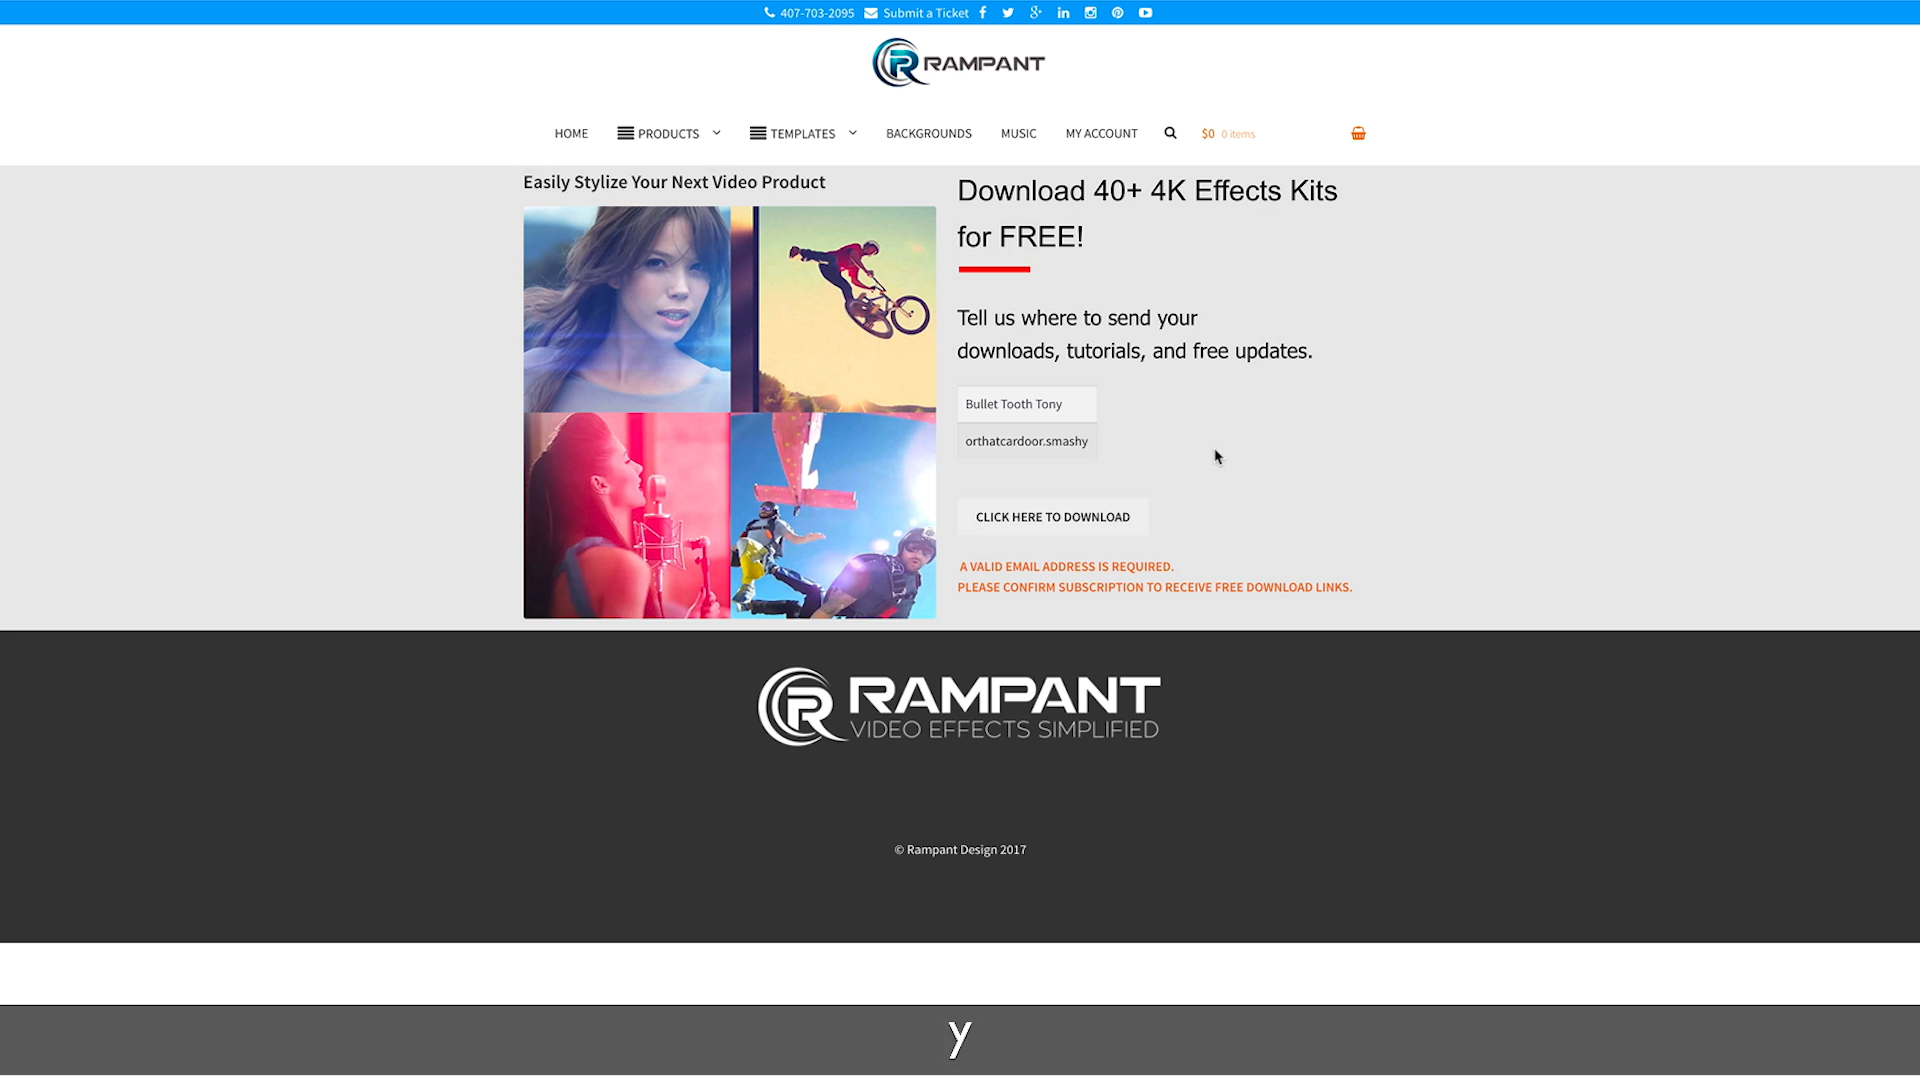 407-703-2095 Submit a Ticket
RAMPANT
HOME PRODUCTS TEMPLATES BACKGROUNDS MUSIC MY ACCOUNT $0 0 items
Easily Stylize Your Next Video Product
Download 40+ 4K Effects Kits
for FREE!
Tell us where to send your
downloads, tutorials, and free updates.
Bullet Tooth Tony
orthatcardoor.smashy
CLICK HERE TO DOWNLOAD
A VALID EMAIL ADDRESS IS REQUIRED.
PLEASE CONFIRM SUBSCRIPTION TO RECEIVE FREE DOWNLOAD LINKS.
RAMPANT
VIDEO EFFECTS SIMPLIFIED
© Rampant Design 2017
y